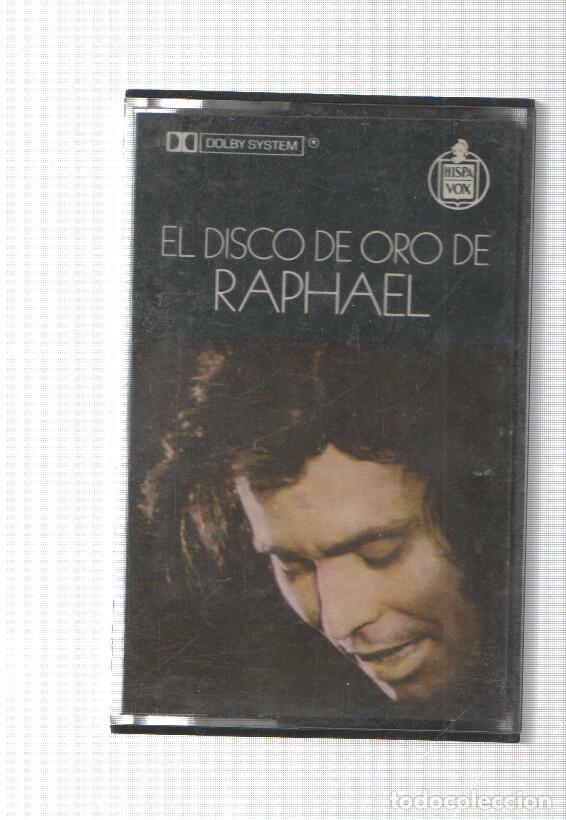 DOLBY SYSTEM ®
HISPA
VOX
EL DISCO DE ORO DE
RAPHAEL
todocoleccion